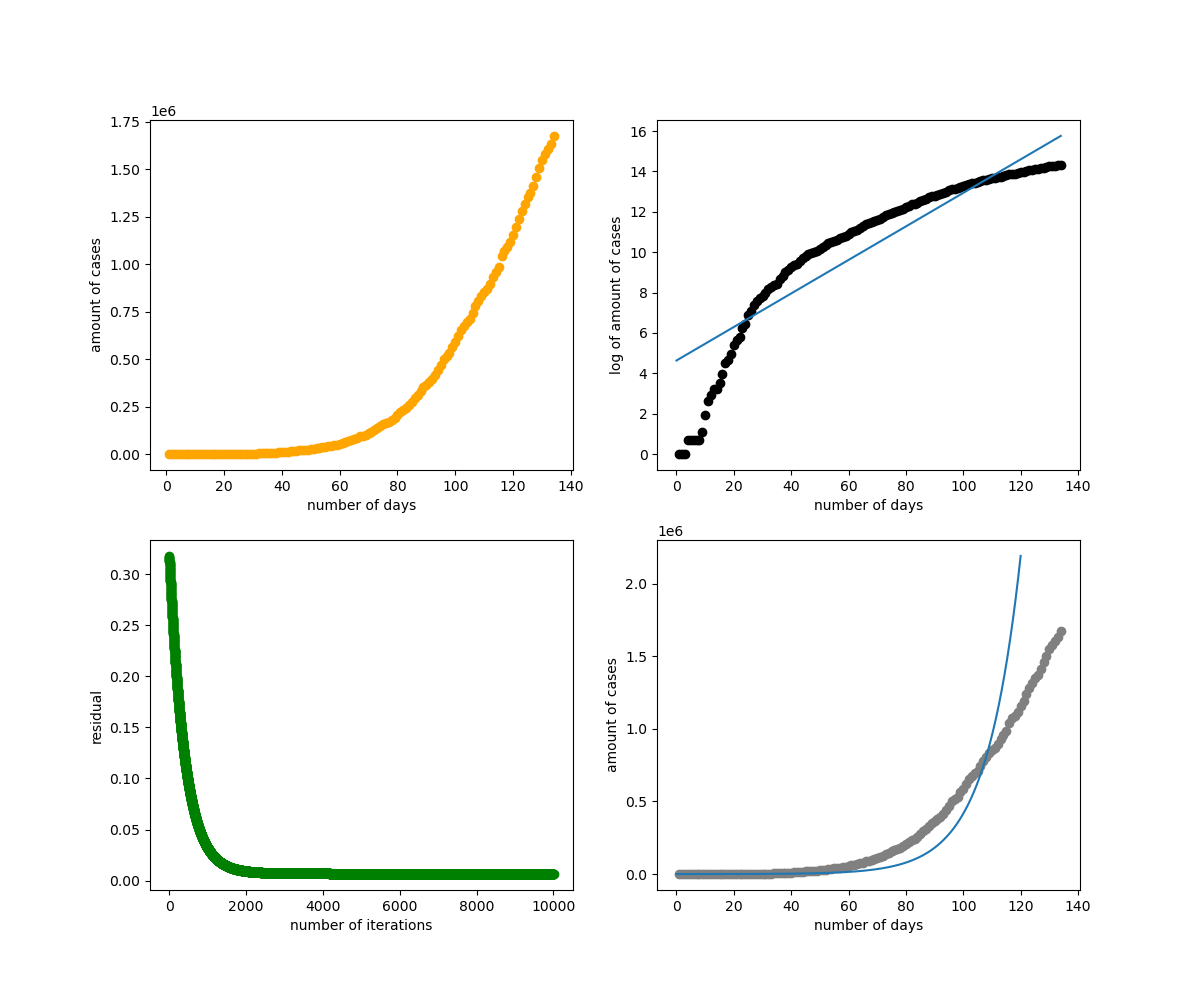 1e6
1.75
1.50
1.25
1.00
0.75
0.50
0.25
0.00
amount of cases
0 20 40 60 80 100 120 140
number of days
16
14
12
10
8
6
4
2
0
log of amount of cases
0 20 40 60 80 100 120 140
number of days
0.30
0.25
0.20
0.15
0.10
0.05
0.00
residual
0 2000 4000 6000 8000 10000
number of iterations
1e6
2.0
1.5
1.0
0.5
0.0
amount of cases
0 20 40 60 80 100 120 140
number of days